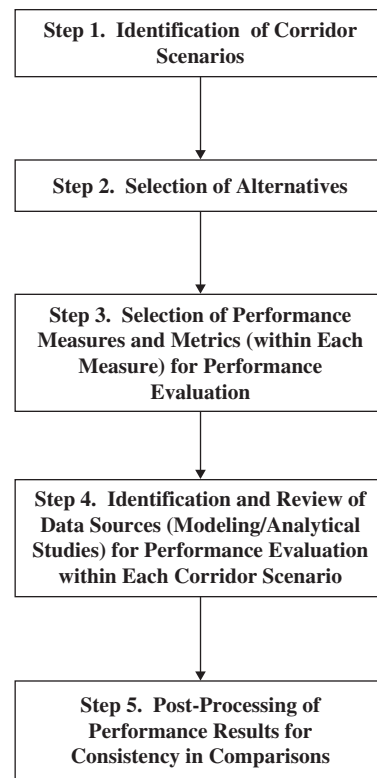 Step 1. Identification of Corridor
Scenarios
Step 2. Selection of Alternatives
Step 3. Selection of Performance
Measures and Metrics (within Each
Measure) for Performance
Evaluation
Step 4. Identification and Review of
Data Sources (Modeling/Analytical
Studies) for Performance Evaluation
within Each Corridor Scenario
Step 5. Post-Processing of
Performance Results for
Consistency in Comparisons